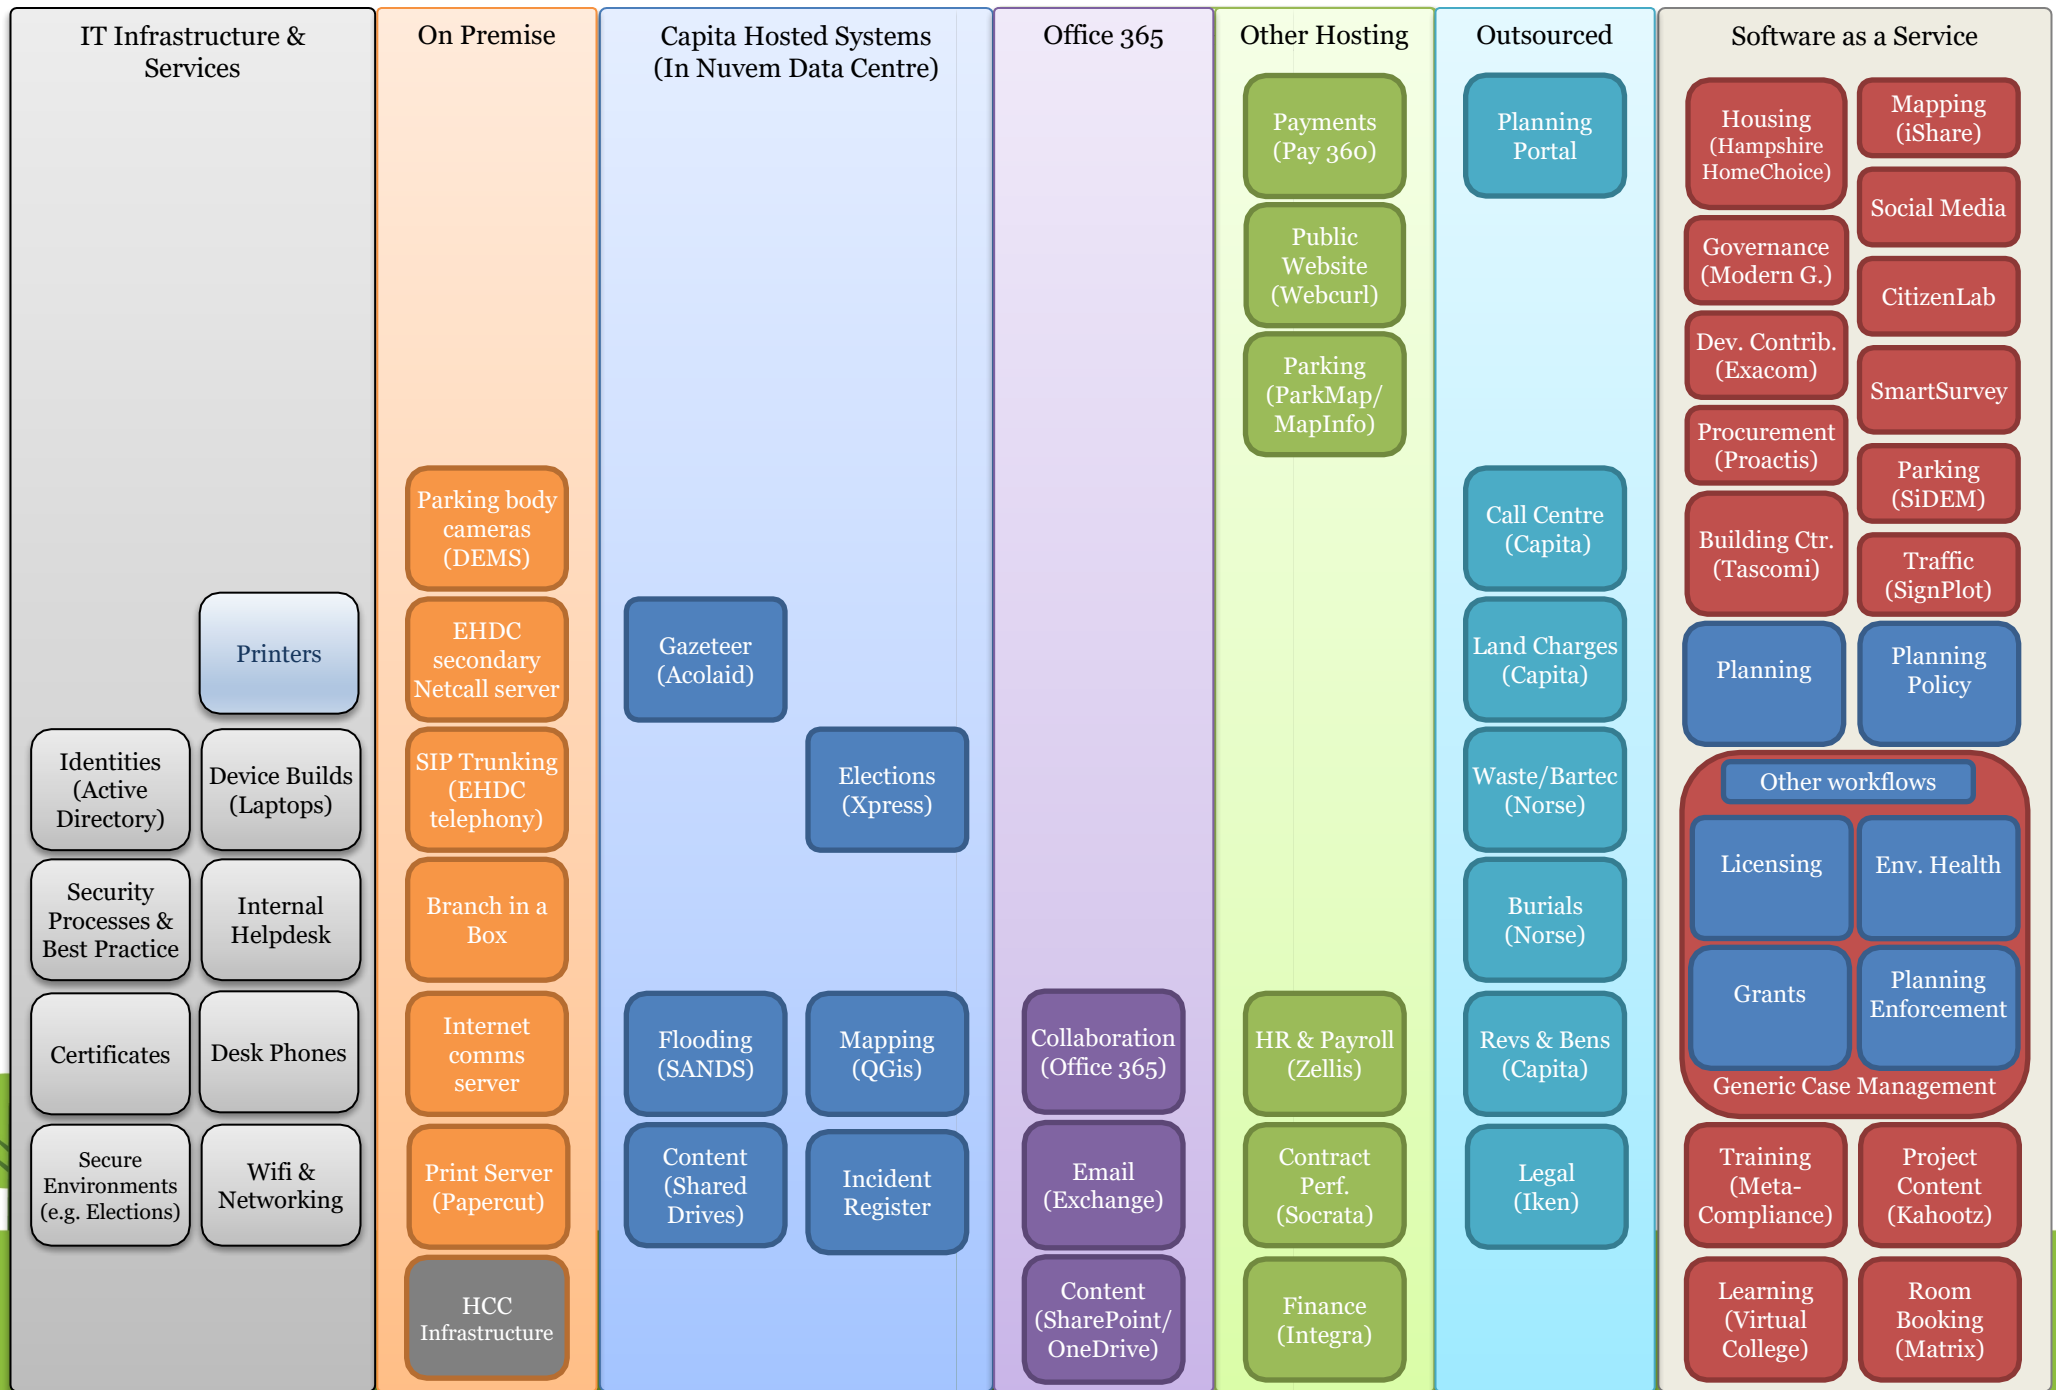 IT Infrastructure &
Services
Printers
Identities
(Active
Directory)
Device Builds
(Laptops)
Security
Processes &
Best Practice
Internal
Helpdesk
Certificates
Desk Phones
Secure
Environments
(e.g. Elections)
Wifi &
Networking
On Premise
Parking body
cameras
(DEMS)
EHDC
secondary
Netcall server
SIP Trunking
(EHDC
telephony)
Branch in a
Box
Internet
comms
server
Print Server
(Papercut)
HCC
Infrastructure
Capita Hosted Systems
(In Nuvem Data Centre)
Gazeteer
(Acolaid)
Elections
(Xpress)
Flooding
(SANDS)
Mapping
(QGis)
Content
(Shared
Drives)
Incident
Register
Office 365
Collaboration
(Office 365)
Email
(Exchange)
Content
(SharePoint/
OneDrive)
Other Hosting
Payments
(Pay 360)
Public
Website
(Webcurl)
Parking
(ParkMap/
MapInfo)
HR & Payroll
(Zellis)
Contract
Perf.
(Socrata)
Finance
(Integra)
Outsourced
Planning
Portal
Call Centre
(Capita)
Land Charges
(Capita)
Waste/Bartec
(Norse)
Burials
(Norse)
Revs & Bens
(Capita)
Legal
(Iken)
Software as a Service
Housing
(Hampshire
HomeChoice)
Mapping
(iShare)
Social Media
Governance
(Modern G.)
CitizenLab
Dev. Contrib.
(Exacom)
SmartSurvey
Procurement
(Proactis)
Parking
(SiDEM)
Building Ctr.
(Tascomi)
Traffic
(SignPlot)
Planning
Planning
Policy
Other workflows
Licensing
Env. Health
Grants
Planning
Enforcement
Generic Case Management
Training
(Meta-
Compliance)
Project
Content
(Kahootz)
Learning
(Virtual
College)
Room
Booking
(Matrix)